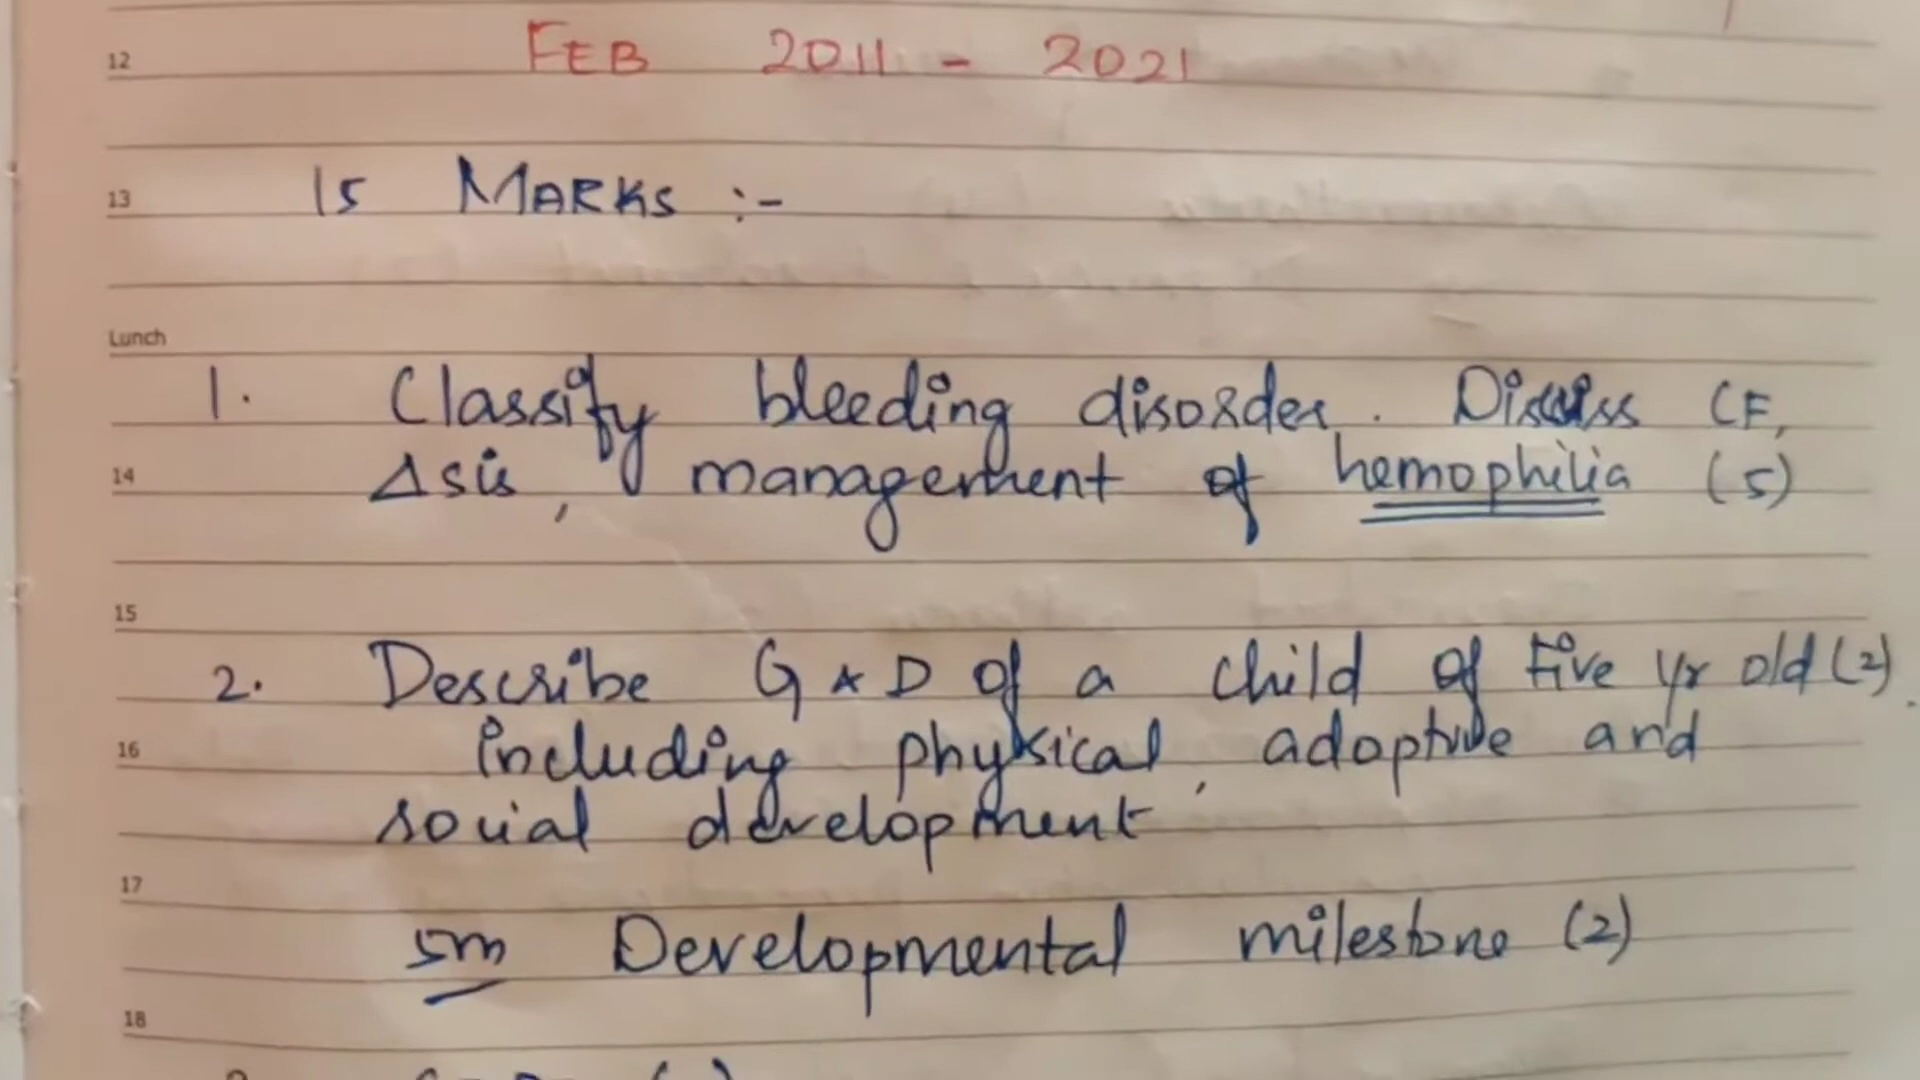 12 FEB 2011 - 2021
13 15 MARKS :-
Lunch
1. Classify bleeding disorder. Discuss CF,
14 Δsis, management of hemophilia (5)
15
2. Describe G & D of a child of five yr old (2)
16 including physical, adoptive and
social development
17
5m Developmental milestone (2)
18